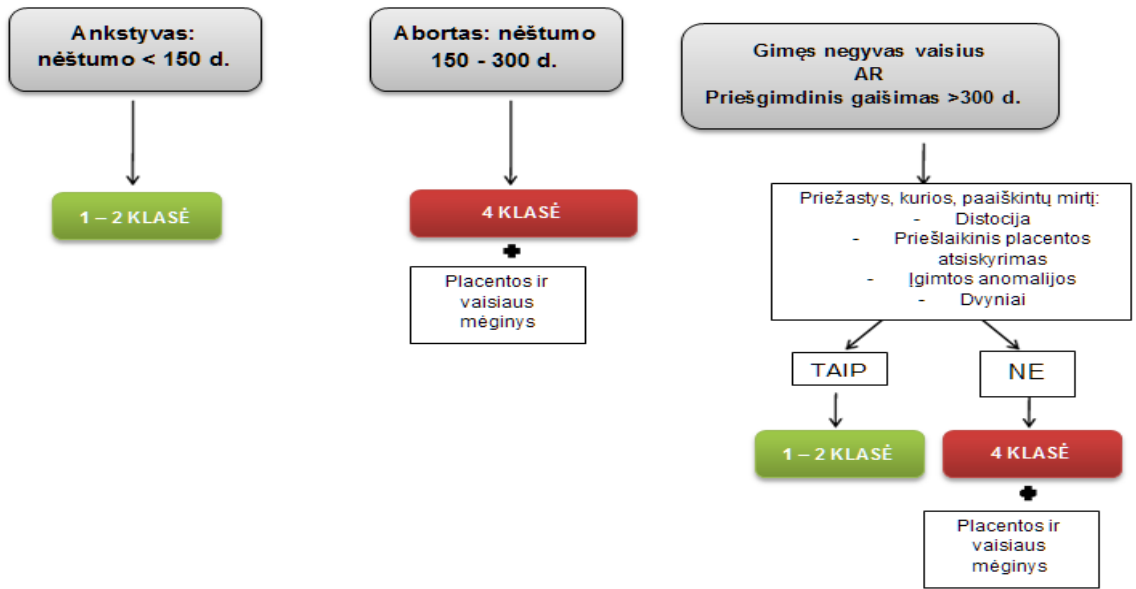 Ankstyvas:
nėštumo < 150 d.
1 – 2 KLASĖ
Abortas: nėštumo
150 - 300 d.
4 KLASĖ
Placentos ir
vaisiaus
mėginys
Gimęs negyvas vaisius
AR
Priešgimdinis gaišimas >300 d.
Priežastys, kurios, paaiškintų mirtį:
- Distocija
- Priešlaikinis placentos
atsiskyrimas
- Įgimtos anomalijos
- Dvyniai
TAIP
NE
1 – 2 KLASĖ
4 KLASĖ
Placentos ir
vaisiaus
mėginys